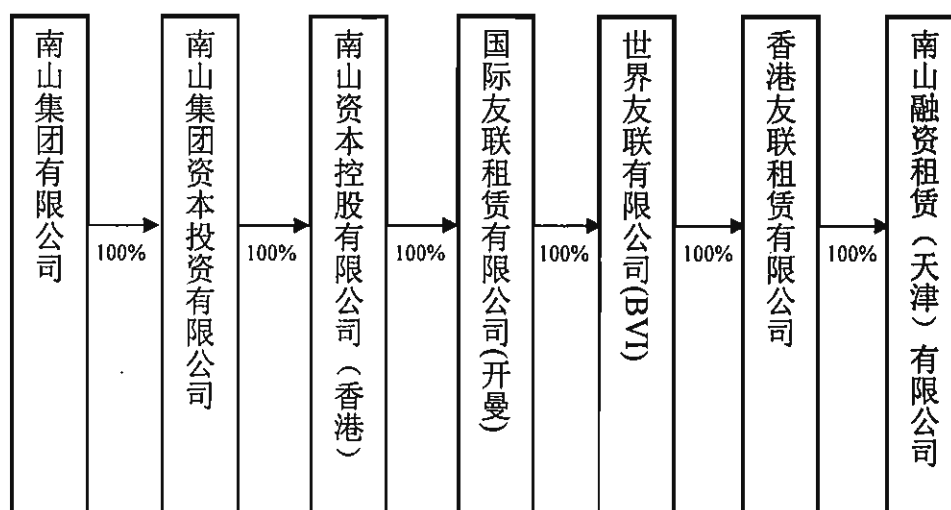 南山集团有限公司
100%
南山集团资本投资有限公司
100%
南山资本控股有限公司（香港）
100%
国际友联租赁有限公司(开曼)
100%
世界友联有限公司(BVI)
100%
香港友联租赁有限公司
100%
南山融资租赁（天津）有限公司